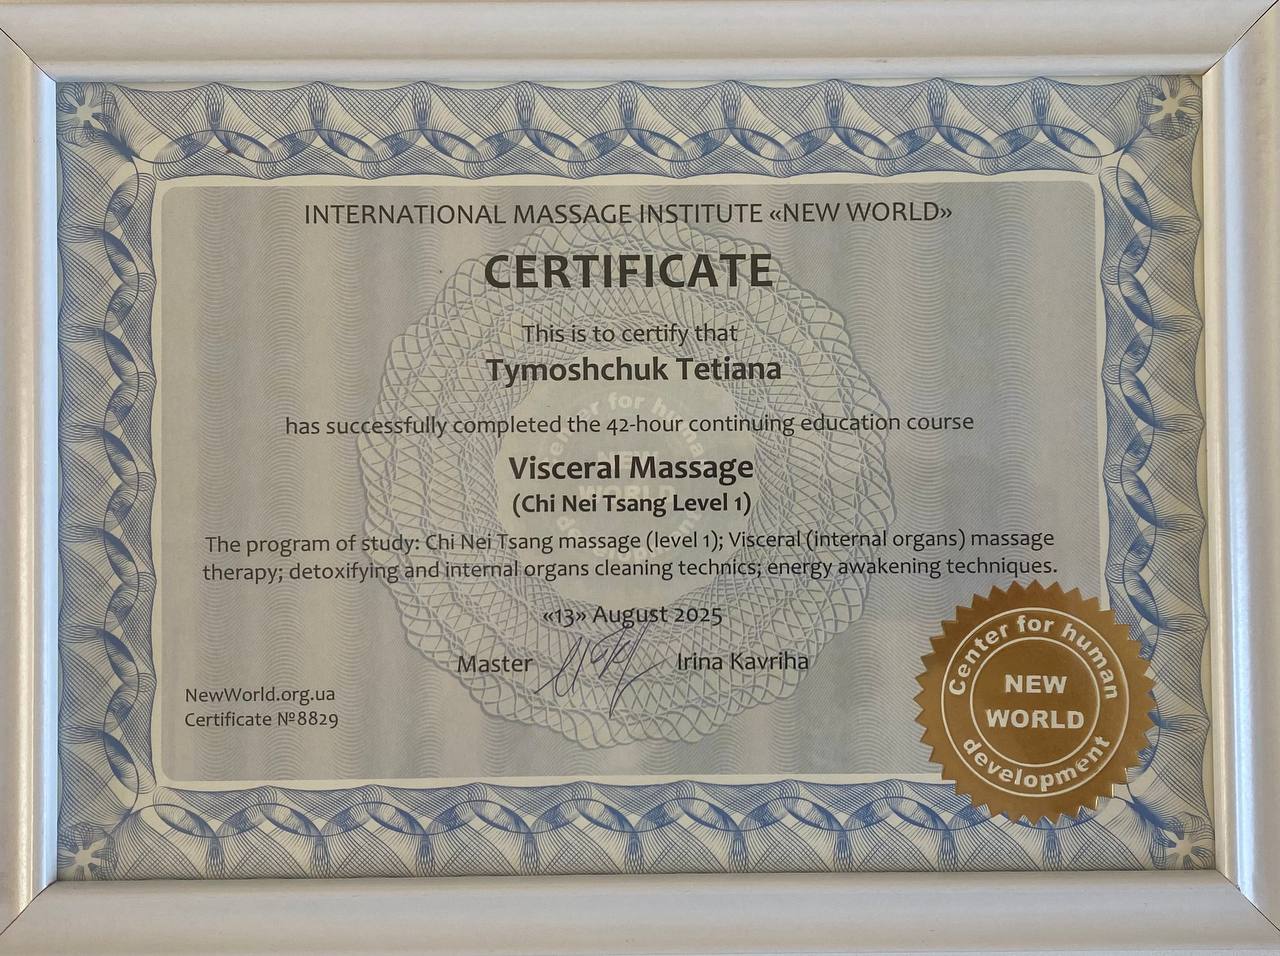 INTERNATIONAL MASSAGE INSTITUTE «NEW WORLD»
CERTIFICATE
This is to certify that
Tymoshchuk Tetiana
has successfully completed the 42-hour continuing education course
Visceral Massage
(Chi Nei Tsang Level 1)
The program of study: Chi Nei Tsang massage (level 1); Visceral (internal organs) massage
therapy; detoxifying and internal organs cleaning technics; energy awakening techniques.
«13» August 2025
Master Irina Kavriha
NewWorld.org.ua
Certificate №8829
Center for human
NEW
WORLD
development